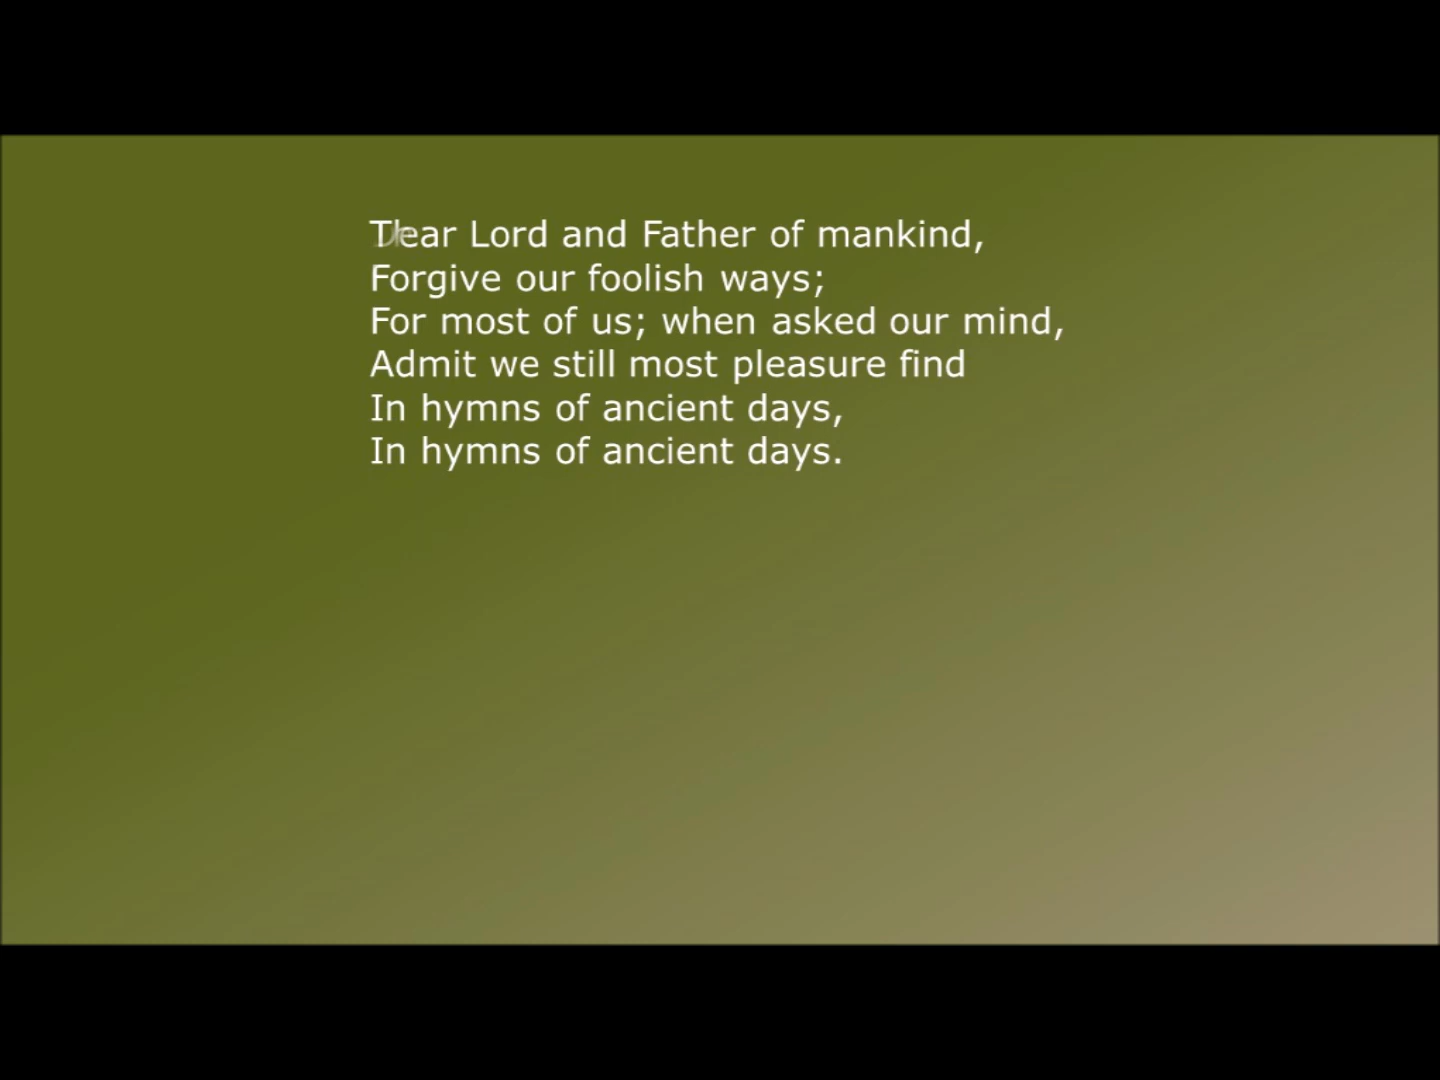 Lord and Father of mankind,
Forgive our foolish ways;
For most of us; when asked our mind,
Admit we still most pleasure find
In hymns of ancient days,
In hymns of ancient days.